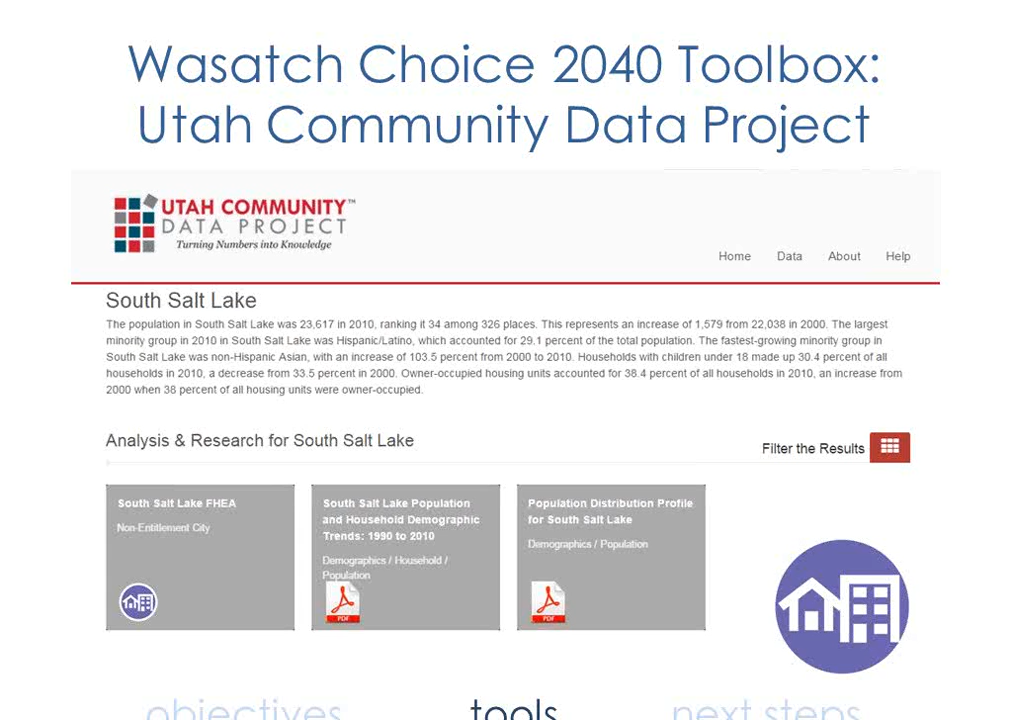 Wasatch Choice 2040 Toolbox:
Utah Community Data Project
UTAH COMMUNITY™
DATA PROJECT
Turning Numbers into Knowledge
Home Data About Help
South Salt Lake
The population in South Salt Lake was 23,617 in 2010, ranking it 34 among 326 places. This represents an increase of 1,579 from 22,038 in 2000. The largest
minority group in 2010 in South Salt Lake was Hispanic/Latino, which accounted for 29.1 percent of the total population. The fastest-growing minority group in
South Salt Lake was non-Hispanic Asian, with an increase of 103.5 percent from 2000 to 2010. Households with children under 18 made up 30.4 percent of all
households in 2010, a decrease from 33.5 percent in 2000. Owner-occupied housing units accounted for 38.4 percent of all households in 2010, an increase from
2000 when 38 percent of all housing units were owner-occupied.
Analysis & Research for South Salt Lake
Filter the Results
South Salt Lake FHEA
Non-Entitlement City
South Salt Lake Population
and Household Demographic
Trends: 1990 to 2010
Demographics / Household /
Population
PDF
Population Distribution Profile
for South Salt Lake
Demographics / Population
PDF
objectives tools next steps